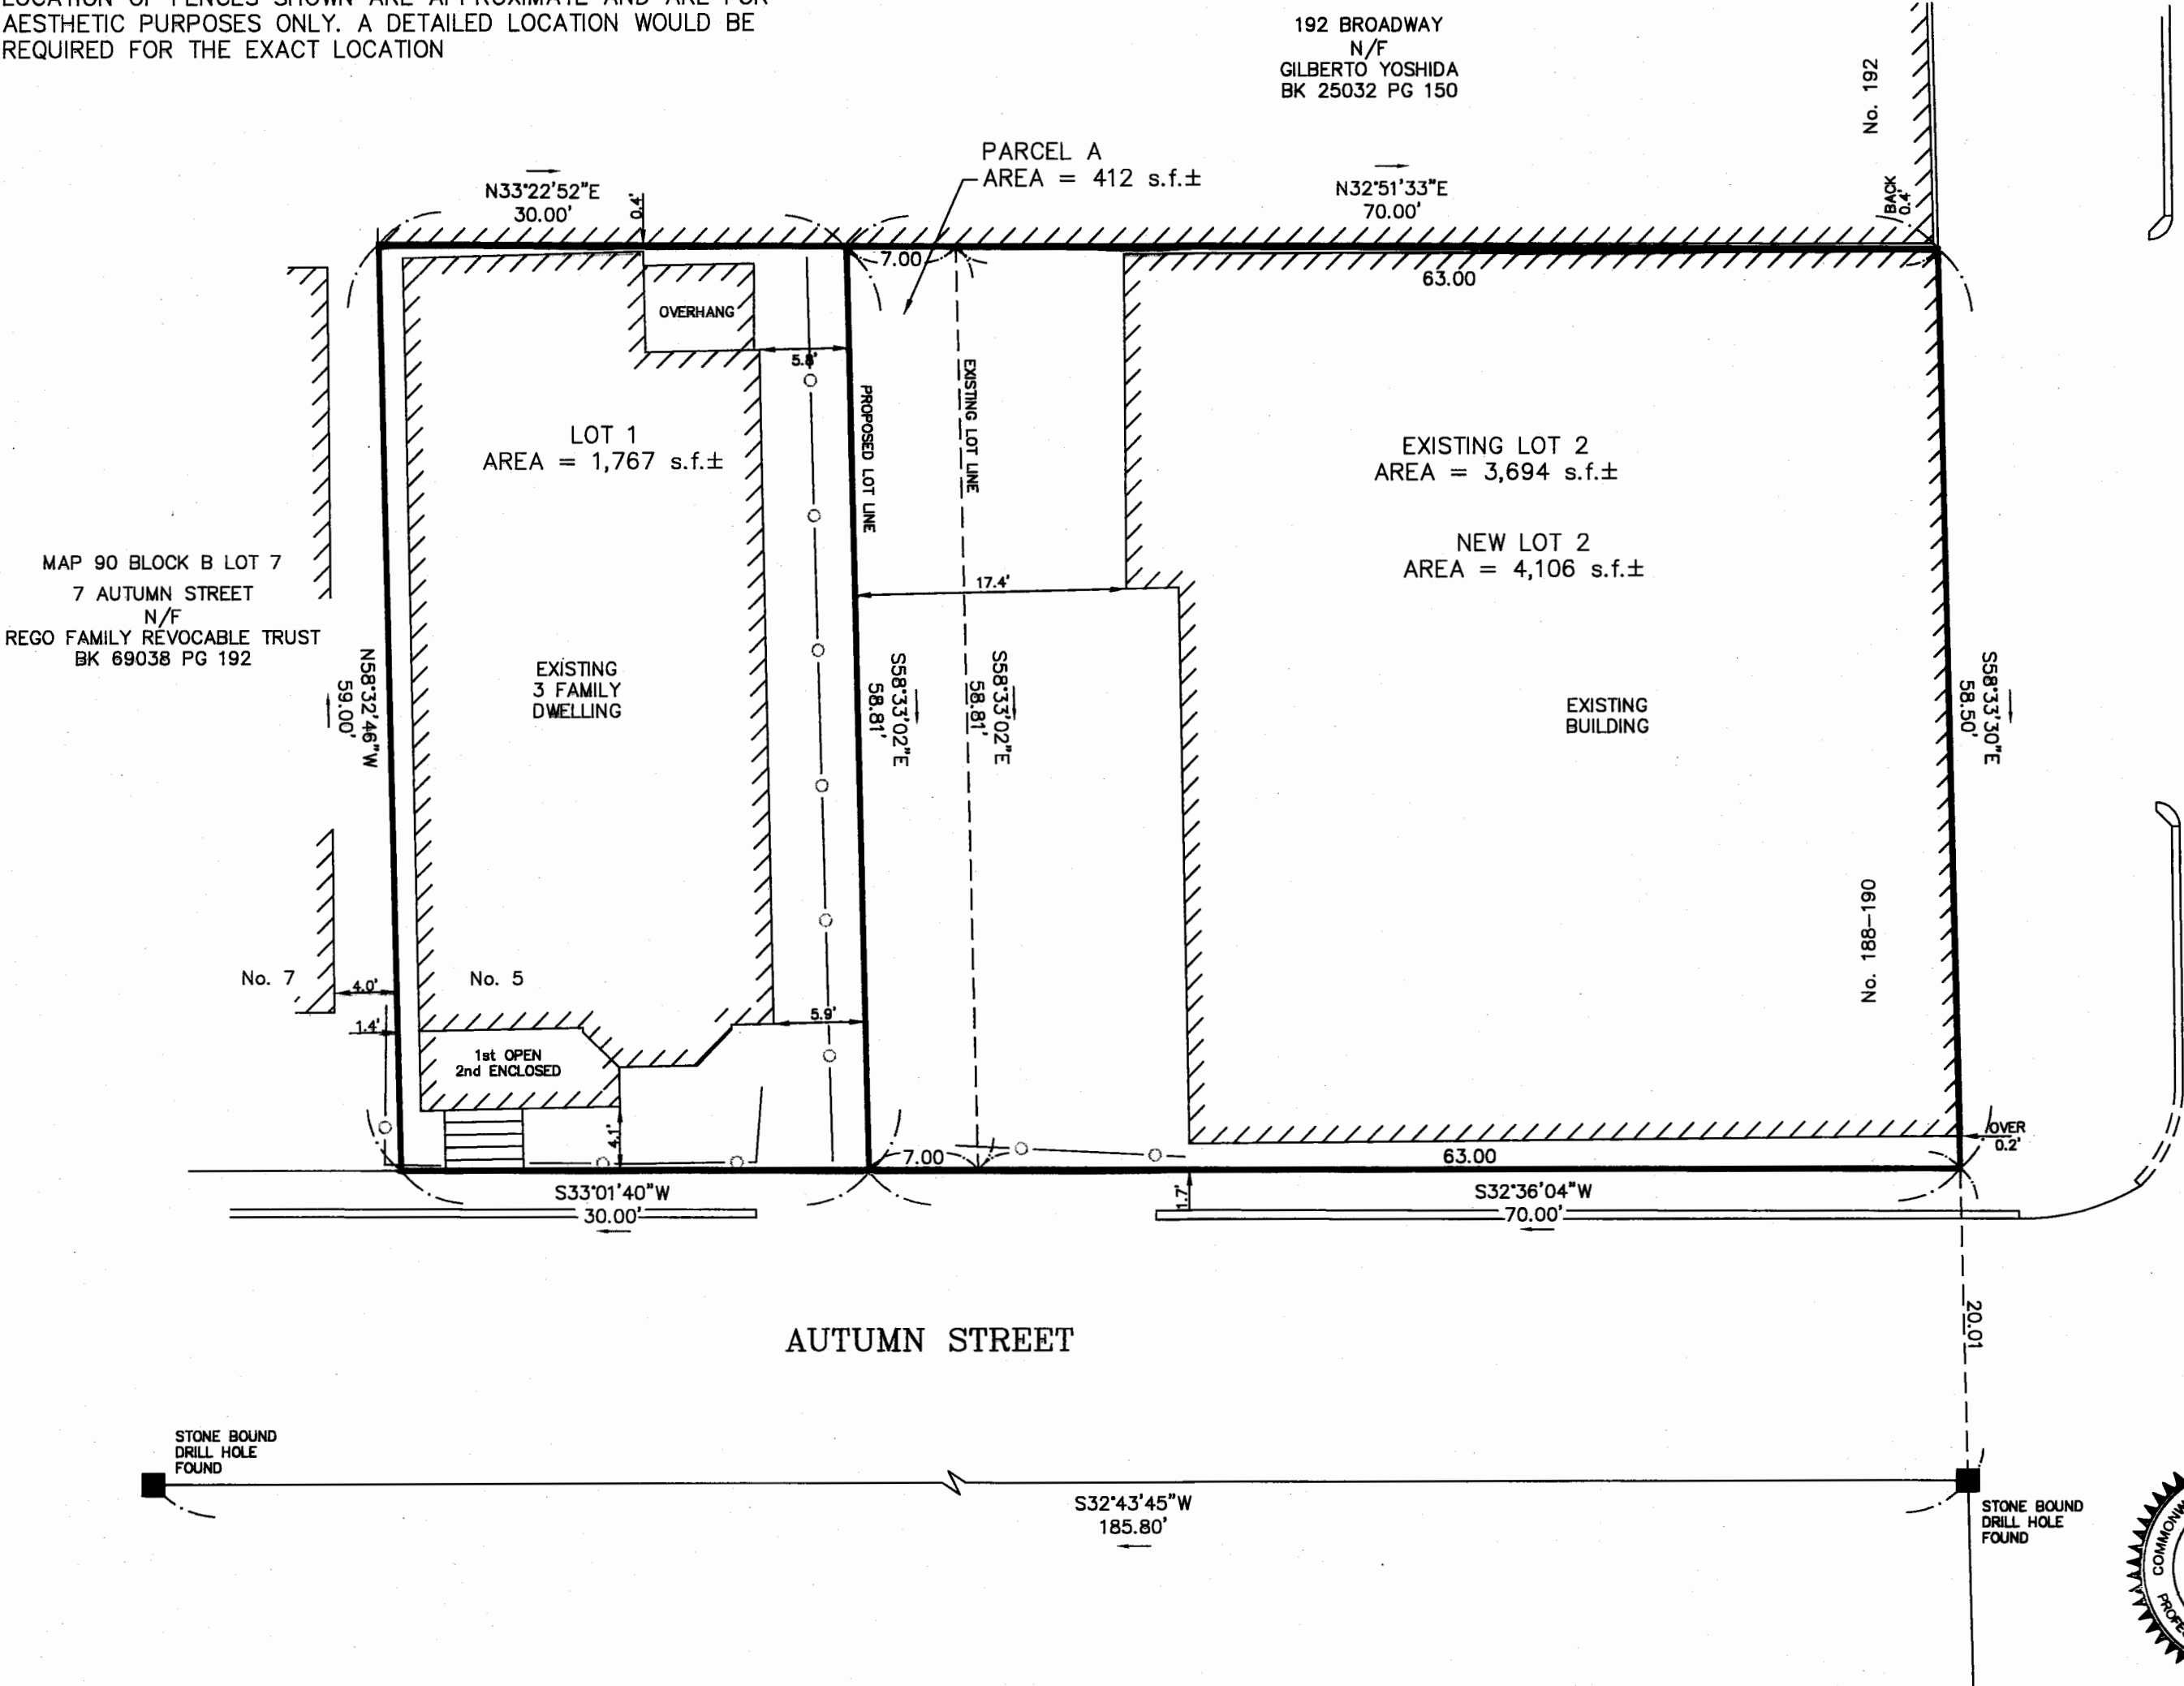 LOCATION OF FENCES SHOWN ARE APPROXIMATE AND ARE FOR
AESTHETIC PURPOSES ONLY. A DETAILED LOCATION WOULD BE
REQUIRED FOR THE EXACT LOCATION
192 BROADWAY
N/F
GILBERTO YOSHIDA
BK 25032 PG 150
No. 192
BACK
0.4'
PARCEL A
AREA = 412 s.f.±
N33°22'52"E
30.00'
0.4'
N32°51'33"E
70.00'
7.00
63.00
OVERHANG
5.8'
PROPOSED LOT LINE
EXISTING LOT LINE
LOT 1
AREA = 1,767 s.f.±
EXISTING LOT 2
AREA = 3,694 s.f.±
NEW LOT 2
AREA = 4,106 s.f.±
MAP 90 BLOCK B LOT 7
7 AUTUMN STREET
N/F
REGO FAMILY REVOCABLE TRUST
BK 69038 PG 192
17.4'
N58°32'46"W
59.00'
EXISTING
3 FAMILY
DWELLING
S58°33'02"E
58.81'
S58°33'02"E
58.81'
EXISTING
BUILDING
S58°33'30"E
58.50'
No. 188-190
No. 7
4.0'
No. 5
1.4'
5.9'
1st OPEN
2nd ENCLOSED
4.1'
7.00
63.00
OVER
0.2'
S33°01'40"W
30.00'
1.7'
S32°36'04"W
70.00'
20.01
AUTUMN STREET
STONE BOUND
DRILL HOLE
FOUND
S32°43'45"W
185.80'
STONE BOUND
DRILL HOLE
FOUND